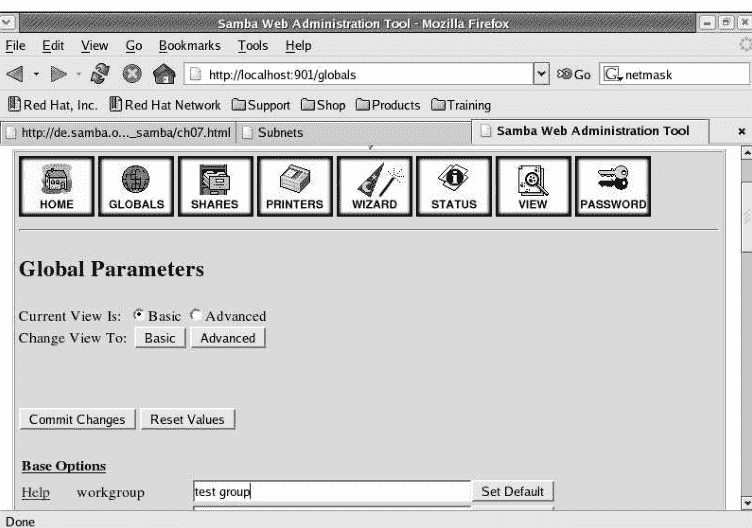 Samba Web Administration Tool - Mozilla Firefox
File Edit View Go Bookmarks Tools Help
http://localhost:901/globals Go G netmask
Red Hat, Inc. Red Hat Network Support Shop Products Training
http://de.samba.o..._samba/ch07.html Subnets Samba Web Administration Tool
HOME GLOBALS SHARES PRINTERS WIZARD STATUS VIEW PASSWORD
Global Parameters
Current View Is: Basic Advanced
Change View To: Basic Advanced
Commit Changes Reset Values
Base Options
Help workgroup test group Set Default
Done